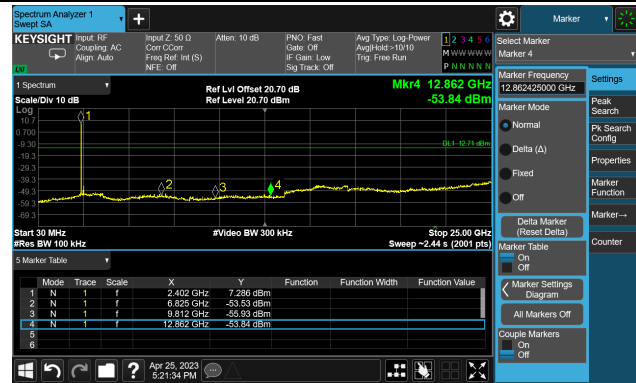 Spectrum Analyzer 1
Swept SA
+
Marker
KEYSIGHT
Input: RF
Coupling: AC
Align: Auto
Input Z: 50 Ω
Corr CCorr
Freq Ref: Int (S)
NFE: Off
Atten: 10 dB
PNO: Fast
Gate: Off
IF Gain: Low
Sig Track: Off
Avg Type: Log-Power
Avg|Hold:>10/10
Trig: Free Run
1 2 3 4 5 6
M W W W W W
P N N N N N
LXI
Select Marker
Marker 4
1 Spectrum
Scale/Div 10 dB
Log
Ref Lvl Offset 20.70 dB
Ref Level 20.70 dBm
Mkr4 12.862 GHz
-53.84 dBm
10.7
0.700
-9.30
-19.3
-29.3
-39.3
-49.3
-59.3
-69.3
1
2
3
4
DL1 -12.71 dBm
Start 30 MHz
#Res BW 100 kHz
#Video BW 300 kHz
Stop 25.00 GHz
Sweep ~2.44 s (2001 pts)
5 Marker Table
Mode Trace Scale X Y Function Function Width Function Value
1 N 1 f 2.402 GHz 7.286 dBm
2 N 1 f 6.825 GHz -53.53 dBm
3 N 1 f 9.812 GHz -55.93 dBm
4 N 1 f 12.862 GHz -53.84 dBm
5
6
Marker Frequency
12.862425000 GHz
Marker Mode
Normal
Delta (Δ)
Fixed
Off
Delta Marker
(Reset Delta)
Marker Table
On
Off
Marker Settings
Diagram
All Markers Off
Couple Markers
On
Off
Settings
Peak
Search
Pk Search
Config
Properties
Marker
Function
Marker→
Counter
?
Apr 25, 2023
5:21:34 PM